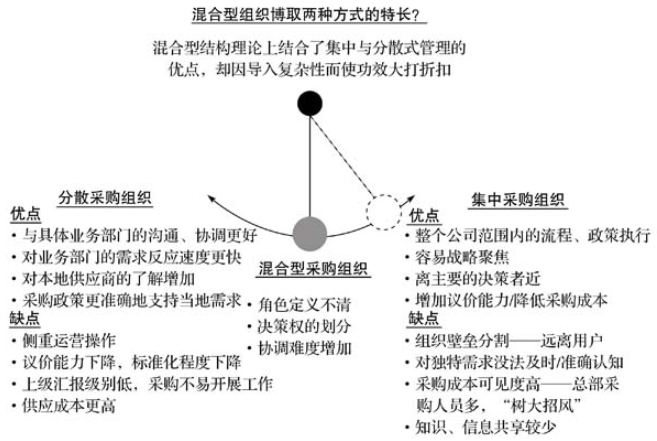 混合型组织博取两种方式的特长?
混合型结构理论上结合了集中与分散式管理的
优点，却因导入复杂性而使功效大打折扣
分散采购组织
优点
·与具体业务部门的沟通、协调更好
·对业务部门的需求反应速度更快
·对本地供应商的了解增加
·采购政策更准确地支持当地需求
缺点
·侧重运营操作
·议价能力下降，标准化程度下降
·上级汇报级别低，采购不易开展工作
·供应成本更高
混合型采购组织
·角色定义不清
·决策权的划分
·协调难度增加
集中采购组织
优点
·整个公司范围内的流程、政策执行
·容易战略聚焦
·离主要的决策者近
·增加议价能力/降低采购成本
缺点
·组织壁垒分割——远离用户
·对独特需求没法及时/准确认知
·采购成本可见度高——总部采
购人员多，“树大招风”
·知识、信息共享较少